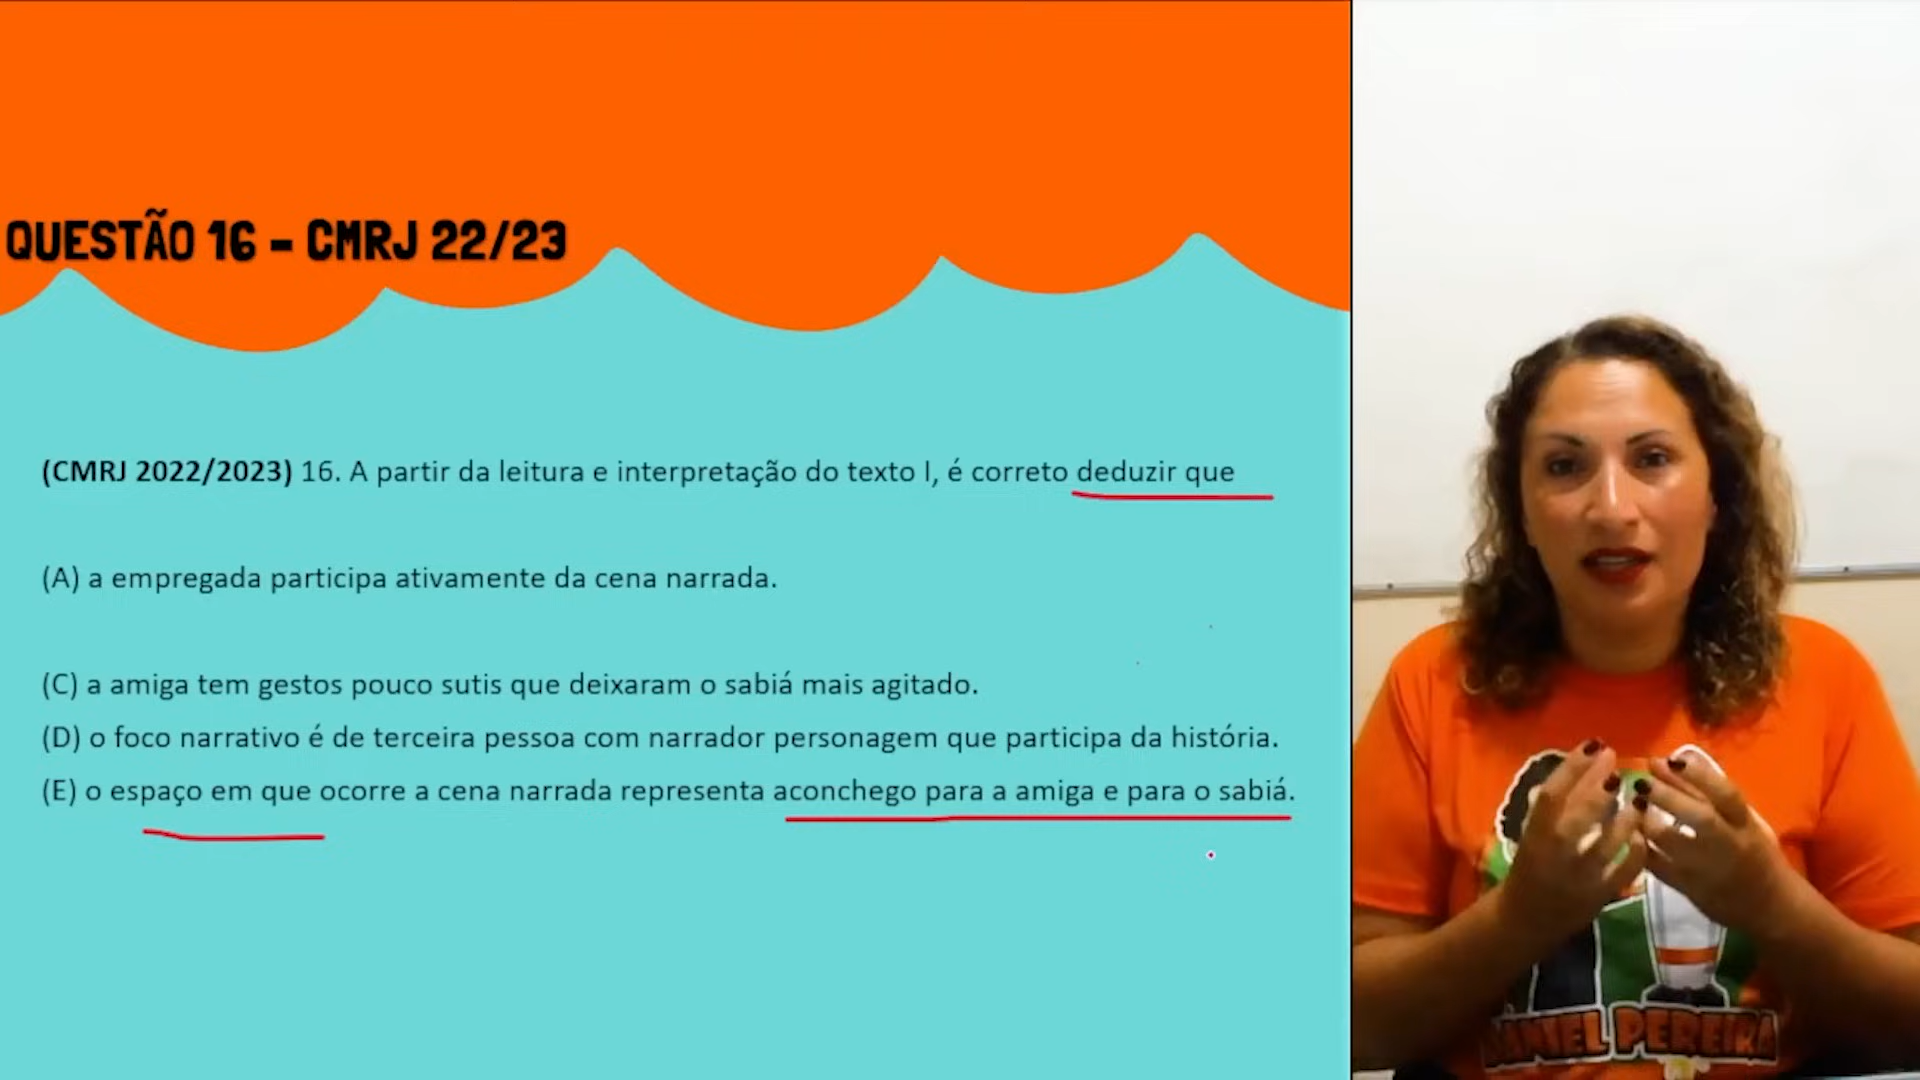 QUESTÃO 16 - CMRJ 22/23
(CMRJ 2022/2023) 16. A partir da leitura e interpretação do texto I, é correto deduzir que
(A) a empregada participa ativamente da cena narrada.
(C) a amiga tem gestos pouco sutis que deixaram o sabiá mais agitado.
(D) o foco narrativo é de terceira pessoa com narrador personagem que participa da história.
(E) o espaço em que ocorre a cena narrada representa aconchego para a amiga e para o sabiá.
DANIEL PEREIRA